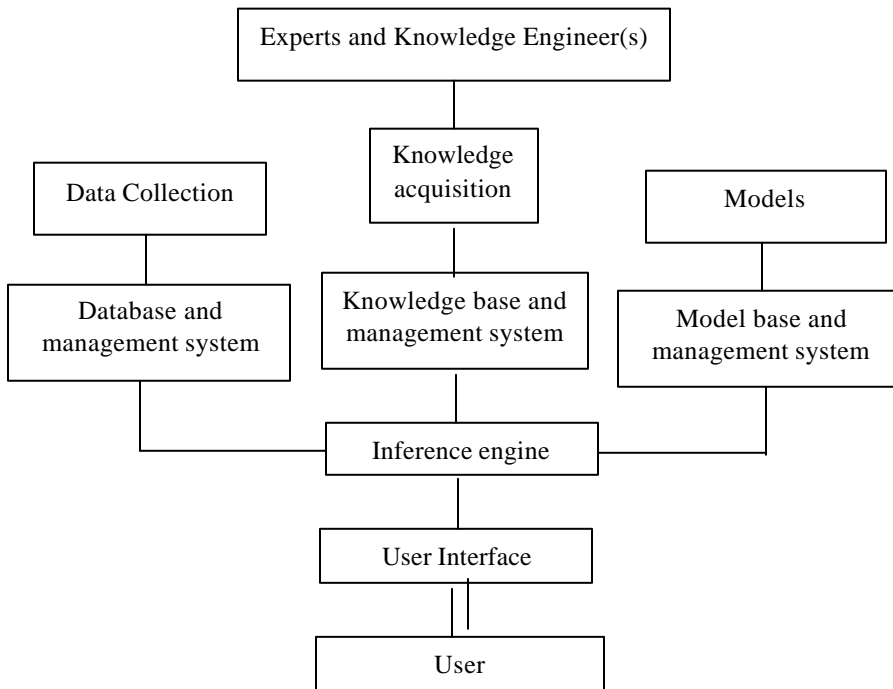 Experts and Knowledge Engineer(s)
Knowledge
acquisition
Data Collection
Models
Database and
management system
Knowledge base and
management system
Model base and
management system
Inference engine
User Interface
User